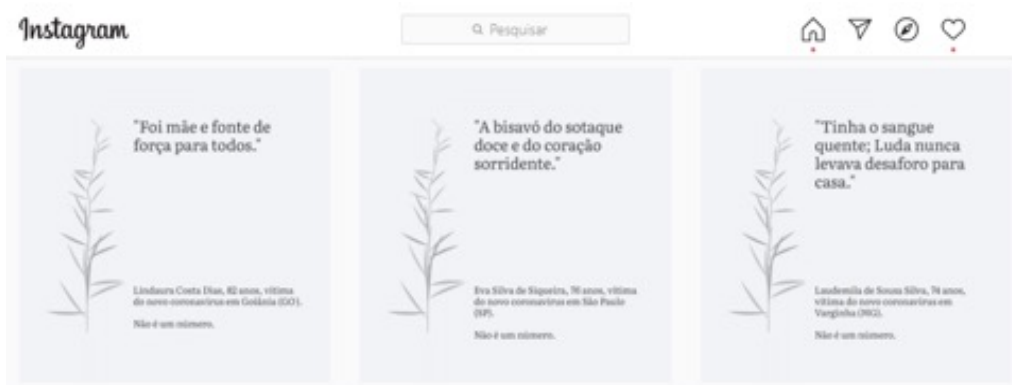 Instagram
Pesquisar
"Foi mãe e fonte de
força para todos."
Lindaura Costa Dias, 82 anos, vítima
do novo coronavírus em Goiânia (GO).
Não é um número.
"A bisavó do sotaque
doce e do coração
sorridente."
Eva Silva de Siqueira, 76 anos, vítima
do novo coronavírus em São Paulo
(SP).
Não é um número.
"Tinha o sangue
quente; Luda nunca
levava desaforo para
casa."
Laudemila de Souza Silva, 74 anos,
vítima do novo coronavírus em
Varginha (MG).
Não é um número.